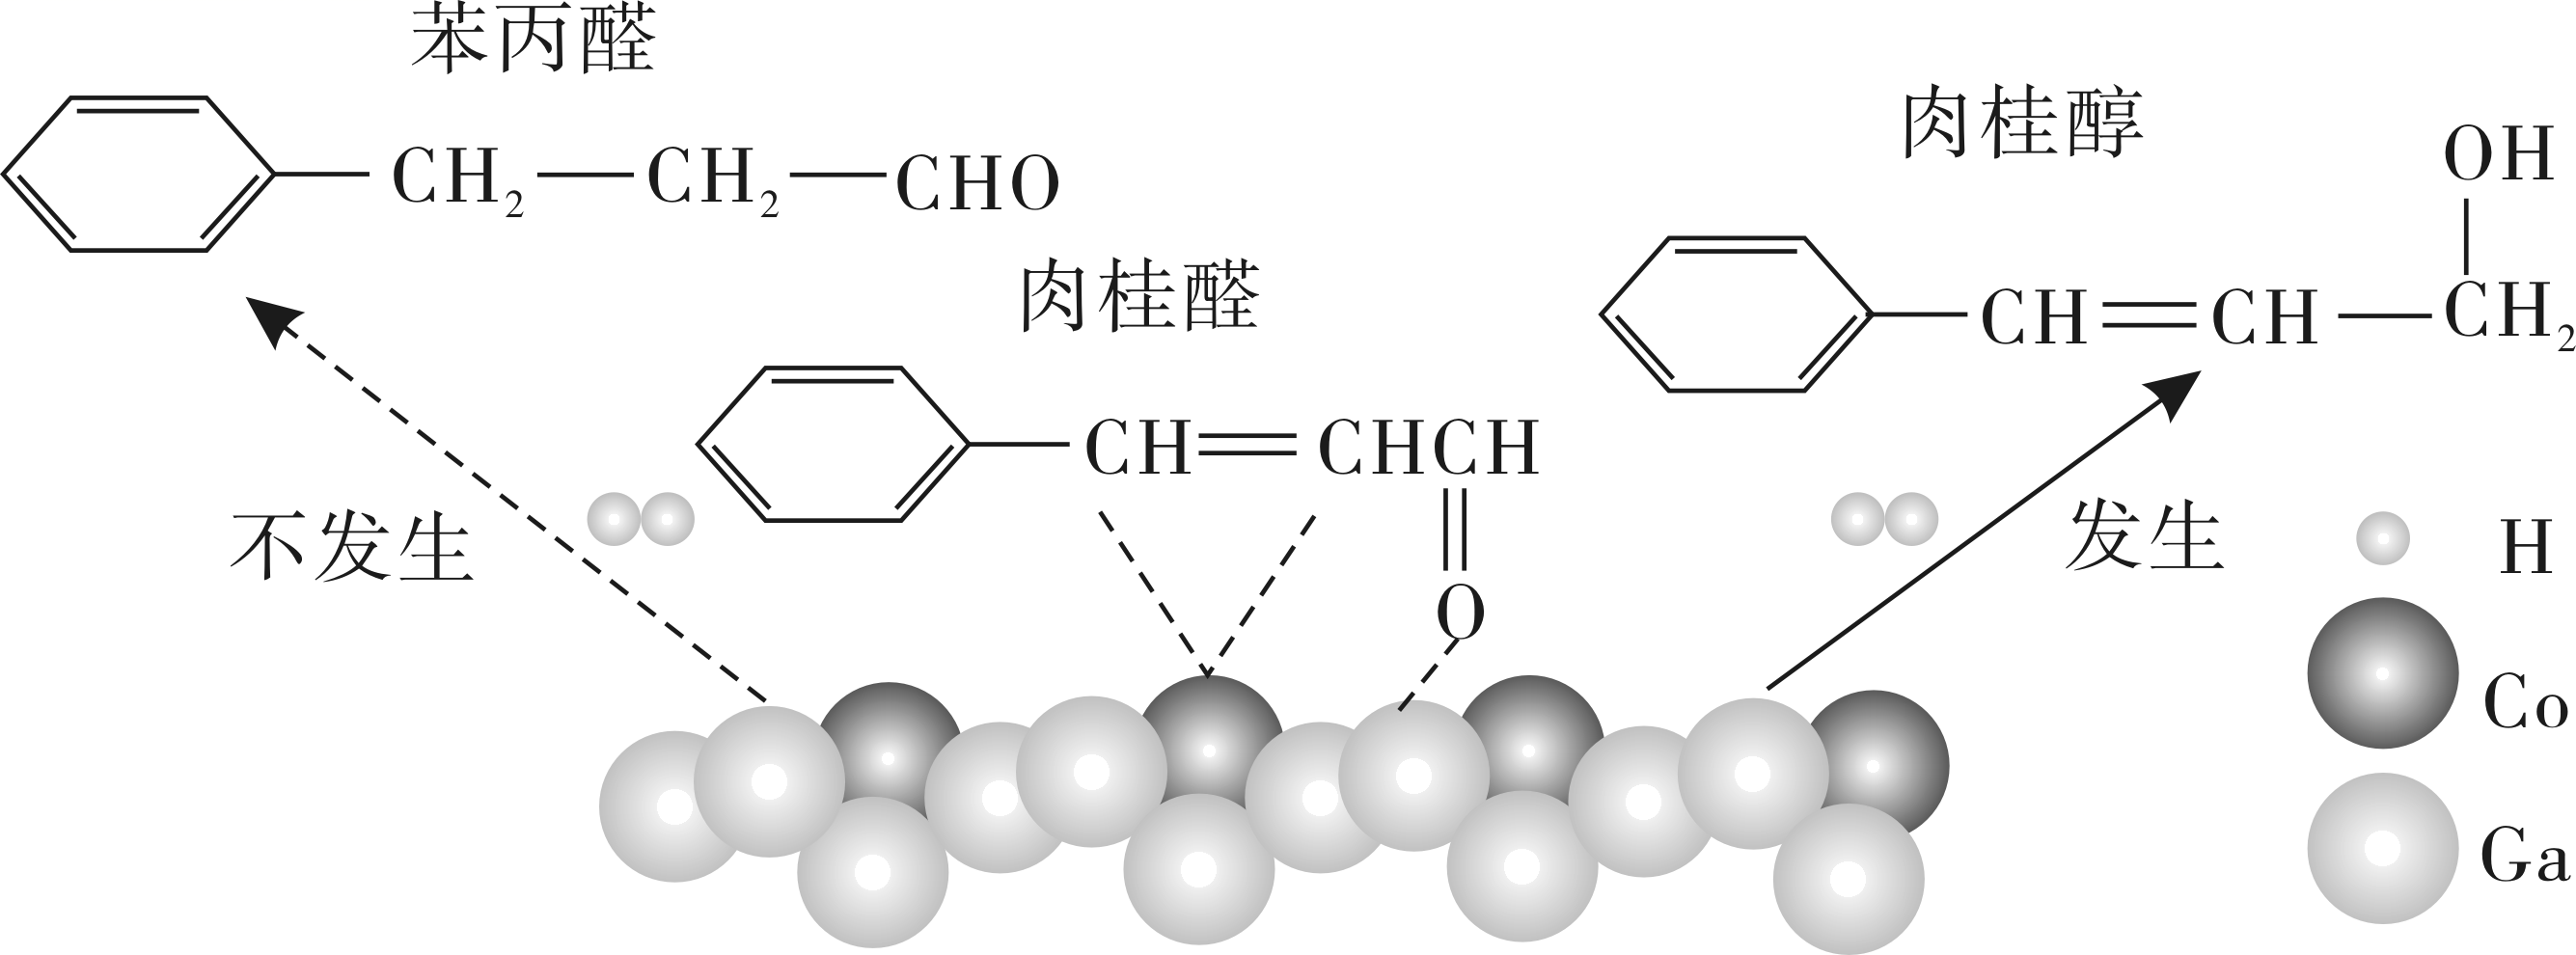 苯丙醛
CH₂—CH₂—CHO
肉桂醇
OH
CH=CH—CH₂
肉桂醛
CH=CHCH
O
不发生
发生
H
Co
Ga